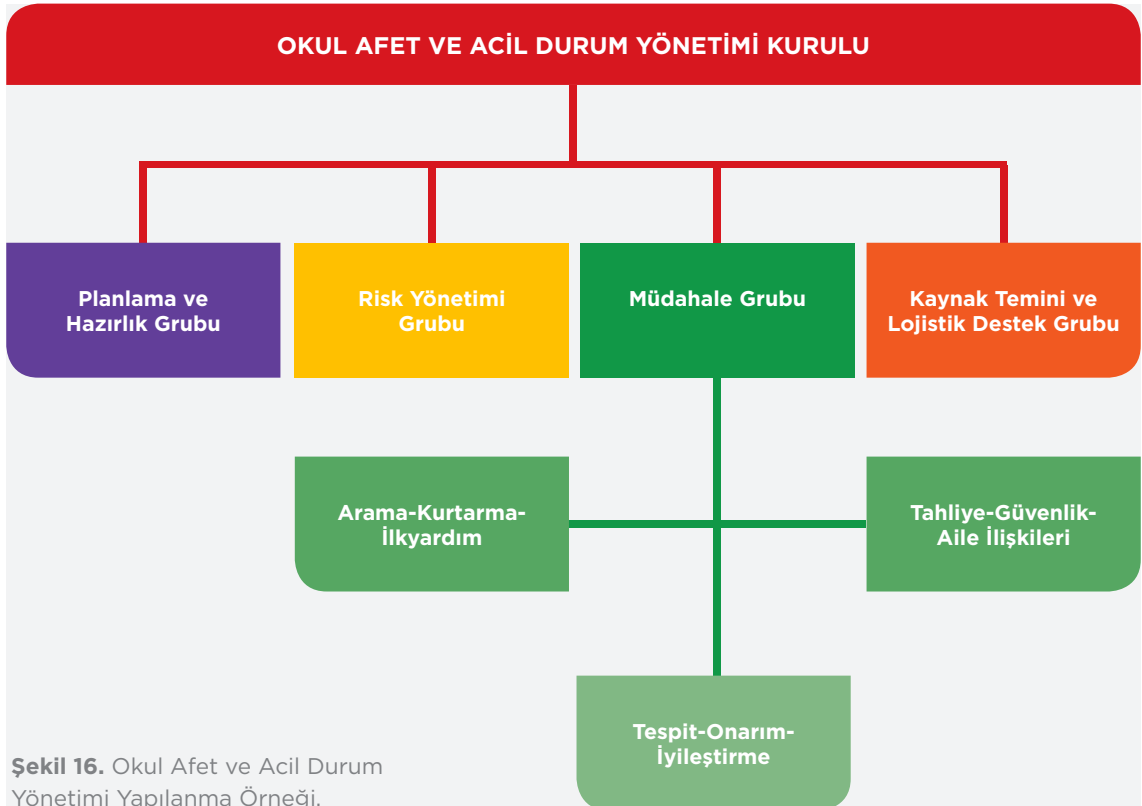 OKUL AFET VE ACİL DURUM YÖNETİMİ KURULU
Planlama ve
Hazırlık Grubu
Risk Yönetimi
Grubu
Müdahale Grubu
Kaynak Temini ve
Lojistik Destek Grubu
Arama-Kurtarma-
İlkyardım
Tahliye-Güvenlik-
Aile İlişkileri
Tespit-Onarım-
İyileştirme
Şekil 16. Okul Afet ve Acil Durum
Yönetimi Yapılanma Örneği.